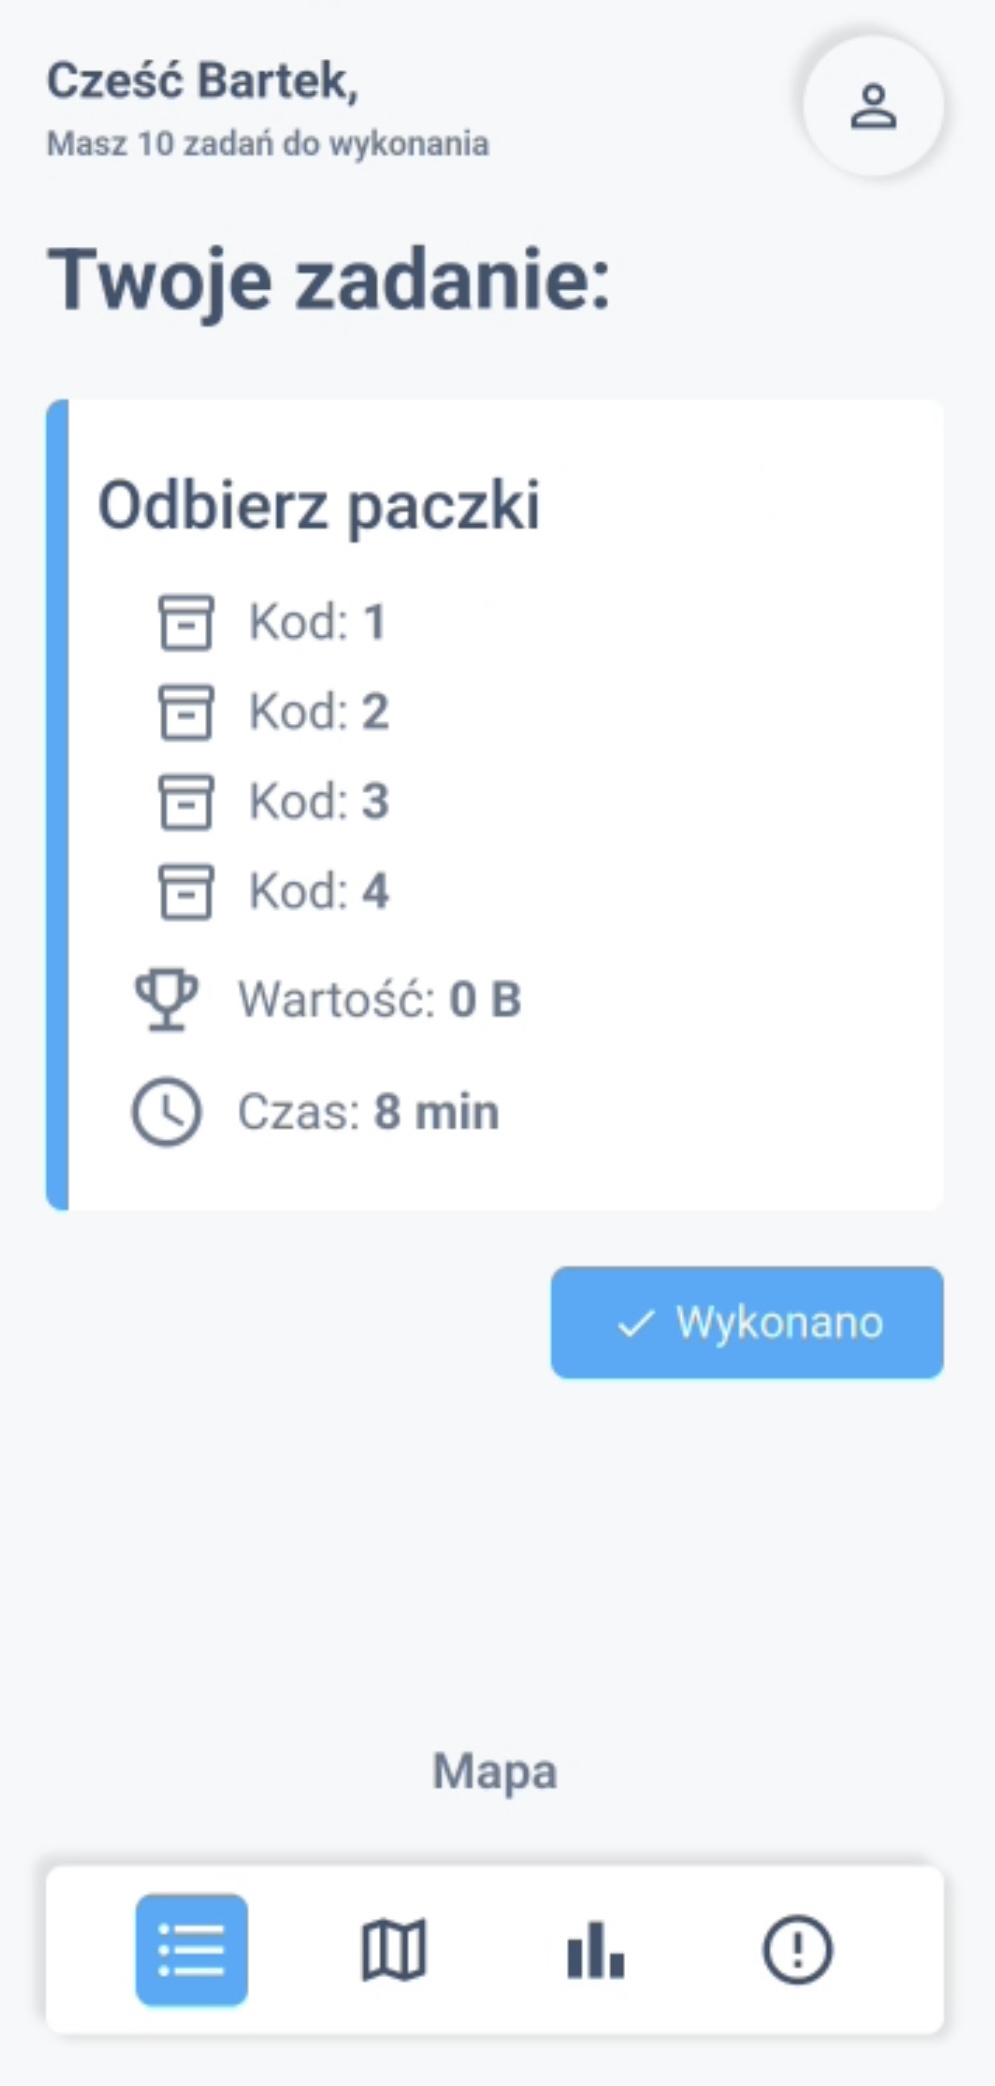 Cześć Bartek,
Masz 10 zadań do wykonania
Twoje zadanie:
Odbierz paczki
Kod: 1
Kod: 2
Kod: 3
Kod: 4
Wartość: 0 B
Czas: 8 min
Wykonano
Mapa